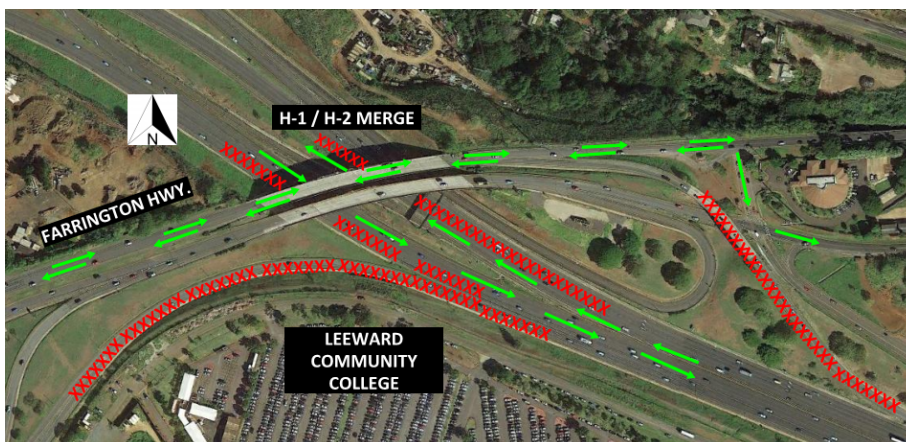 H-1 / H-2 MERGE
N
FARRINGTON HWY.
LEEWARD
COMMUNITY
COLLEGE